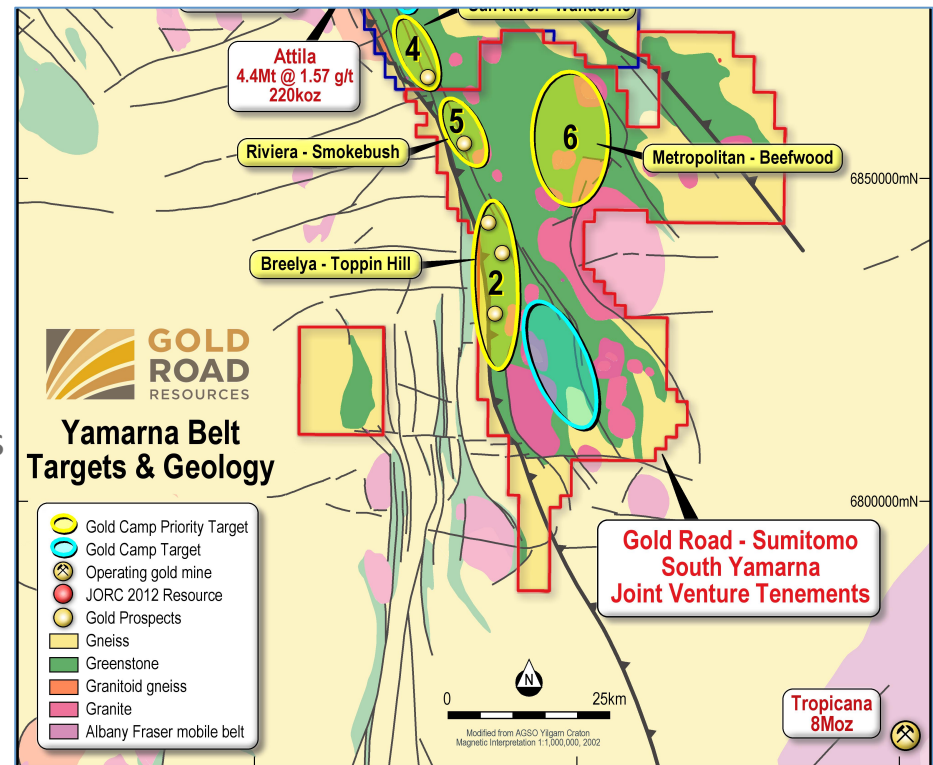 Attila
4.4Mt @ 1.57 g/t
220koz
4
5
6
Riviera - Smokebush
Metropolitan - Beefwood
6850000mN
Breelya - Toppin Hill
2
GOLD
ROAD
RESOURCES
Yamarna Belt
Targets & Geology
6800000mN
Gold Camp Priority Target
Gold Camp Target
Operating gold mine
JORC 2012 Resource
Gold Prospects
Gneiss
Greenstone
Granitoid gneiss
Granite
Albany Fraser mobile belt
Gold Road - Sumitomo
South Yamarna
Joint Venture Tenements
N
0 25km
Modified from AGSO Yilgarn Craton
Magnetic Interpretation 1:1,000,000, 2002
Tropicana
8Moz